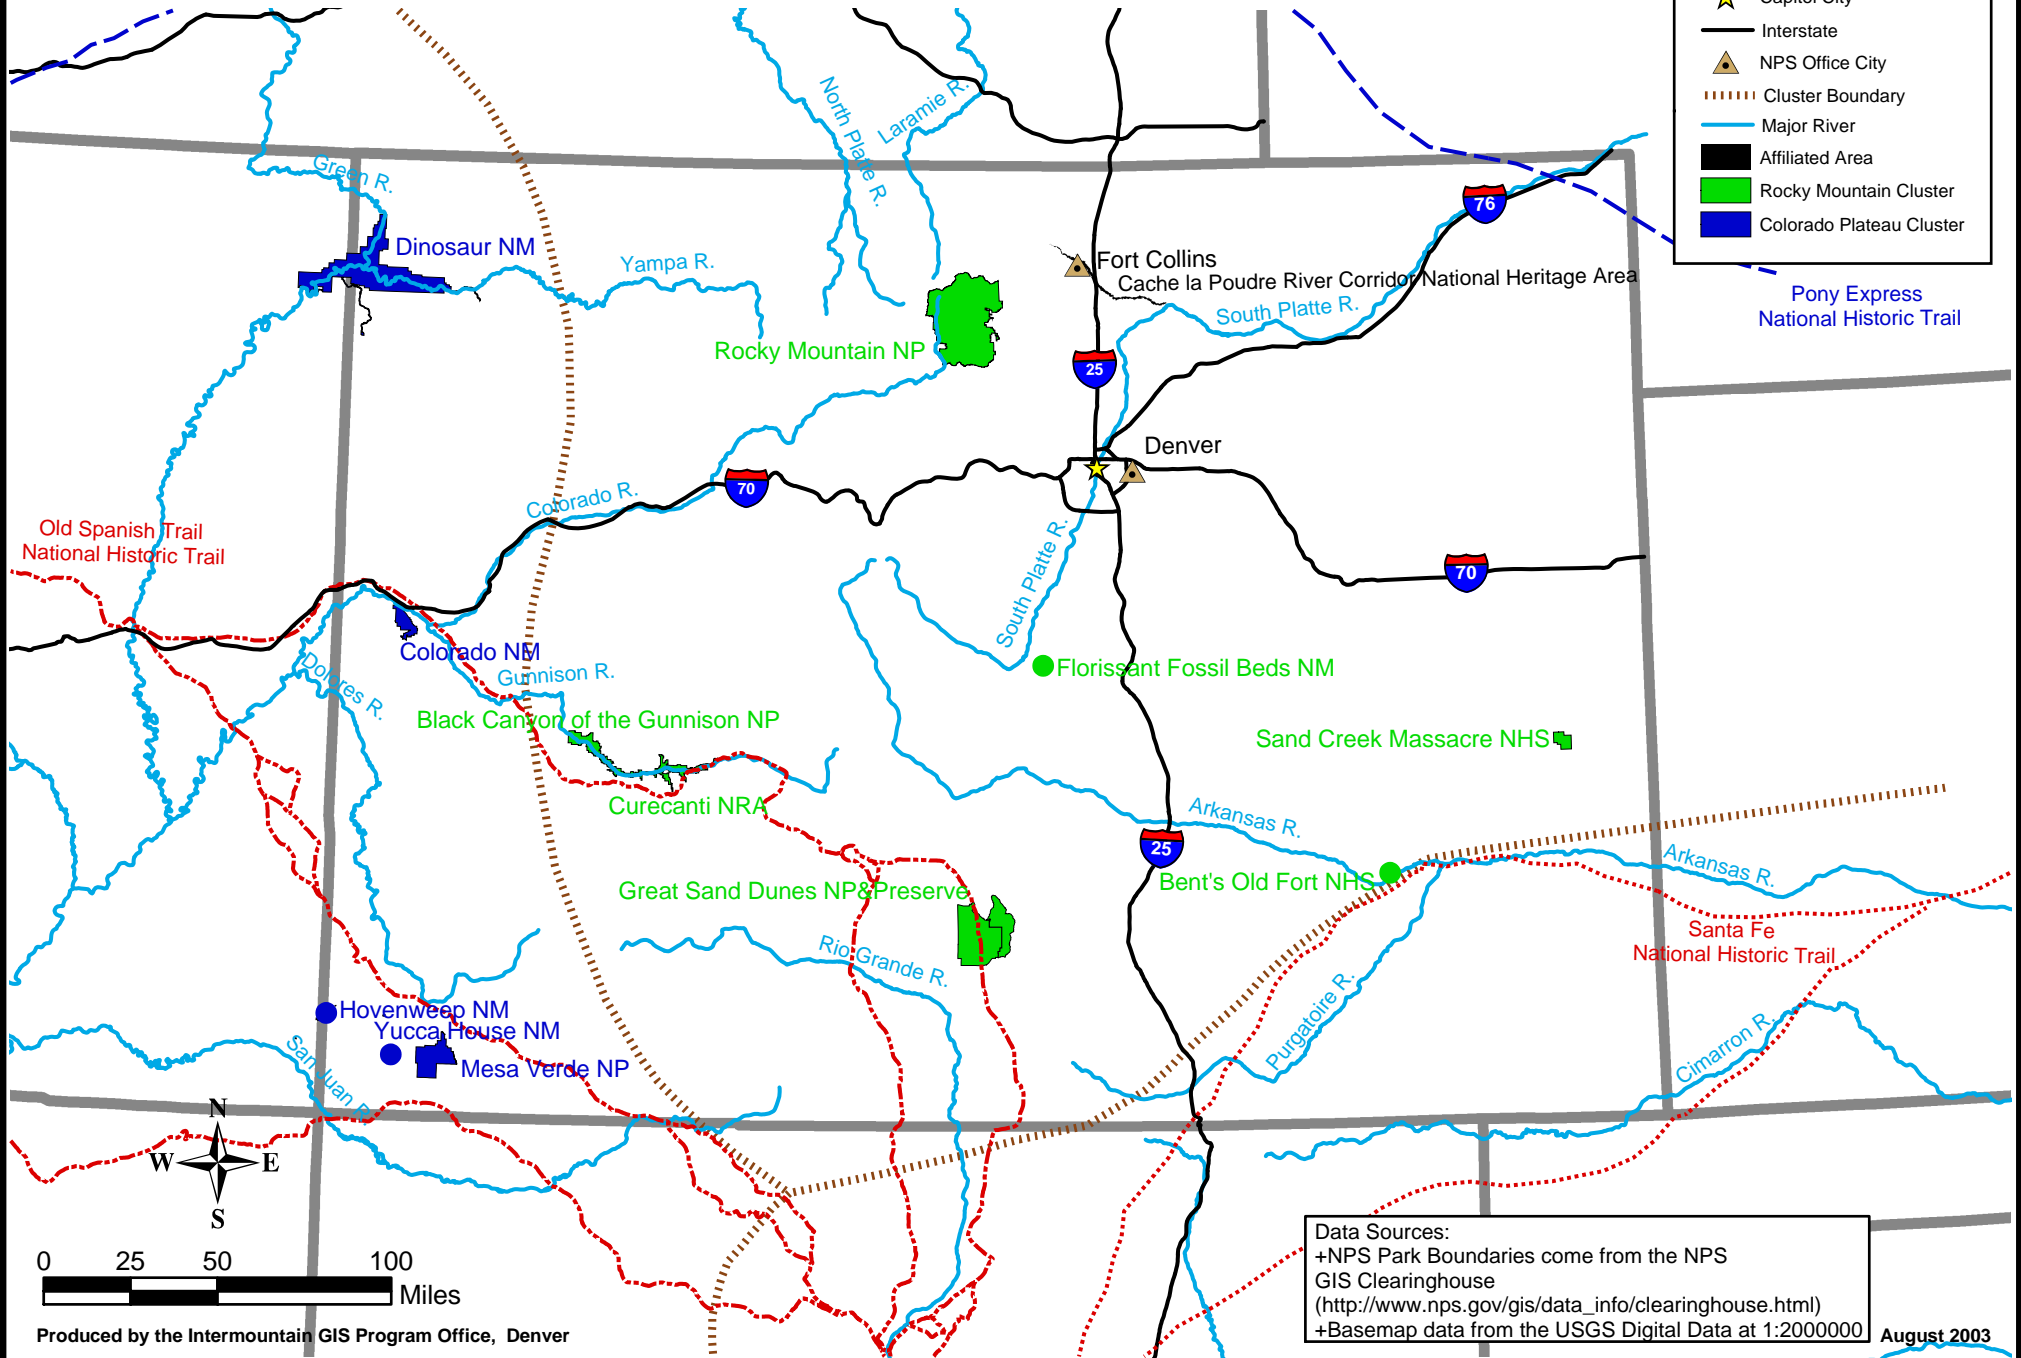 Capitol City
Interstate
NPS Office City
Cluster Boundary
Major River
Affiliated Area
Rocky Mountain Cluster
Colorado Plateau Cluster
North Platte R.
Laramie R.
Green R.
76
Dinosaur NM
Yampa R.
Fort Collins
Cache la Poudre River Corridor National Heritage Area
South Platte R.
Pony Express
National Historic Trail
Rocky Mountain NP
25
Denver
70
Colorado R.
Old Spanish Trail
National Historic Trail
South Platte R.
70
Colorado NM
Dolores R.
Gunnison R.
Florissant Fossil Beds NM
Black Canyon of the Gunnison NP
Sand Creek Massacre NHS
Curecanti NRA
Arkansas R.
25
Arkansas R.
Great Sand Dunes NP&Preserve
Bent's Old Fort NHS
Santa Fe
National Historic Trail
Rio Grande R.
Purgatoire R.
Hovenweep NM
Yucca House NM
Mesa Verde NP
San Juan R.
Cimarron R.
N
W
E
S
0 25 50 100
Miles
Produced by the Intermountain GIS Program Office, Denver
Data Sources:
+NPS Park Boundaries come from the NPS
GIS Clearinghouse
(http://www.nps.gov/gis/data_info/clearinghouse.html)
+Basemap data from the USGS Digital Data at 1:2000000
August 2003